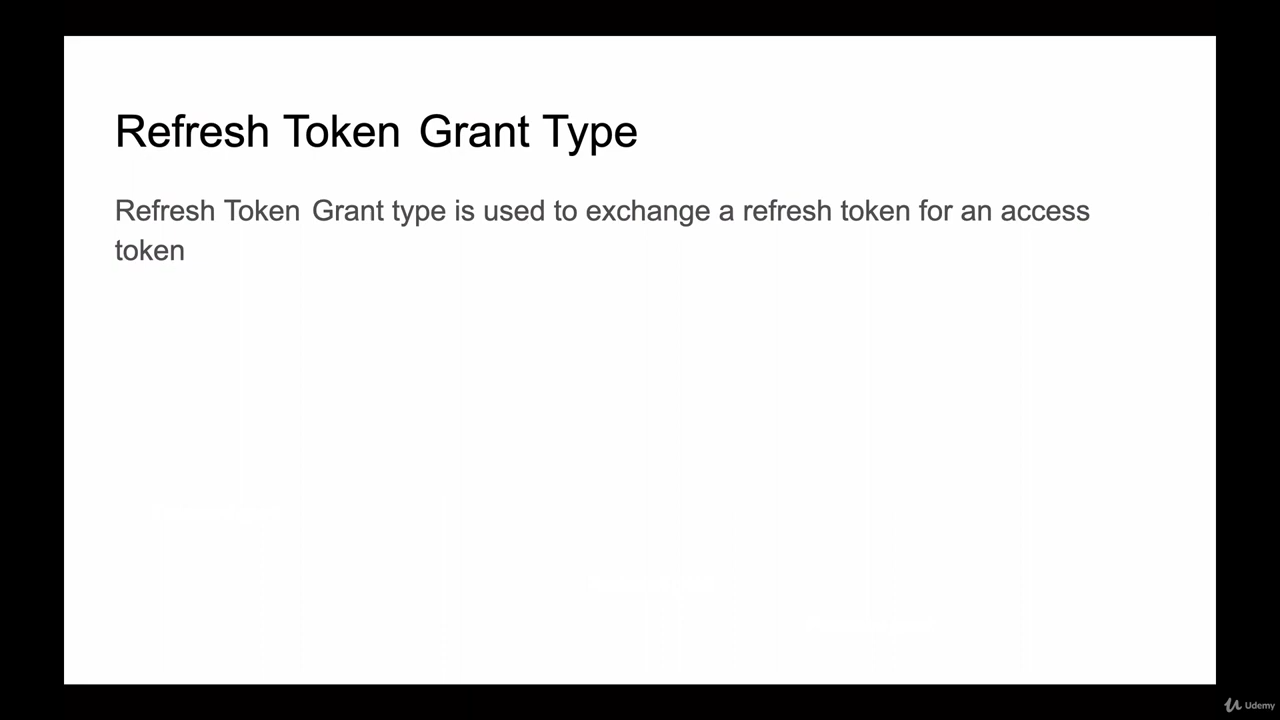 Refresh Token Grant Type
Refresh Token Grant type is used to exchange a refresh token for an access
token
Udemy